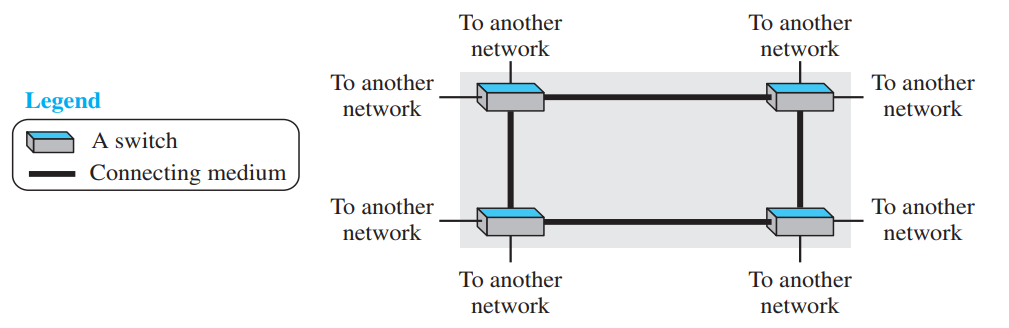 To another
network
To another
network
To another
network
To another
network
Legend
A switch
Connecting medium
To another
network
To another
network
To another
network
To another
network